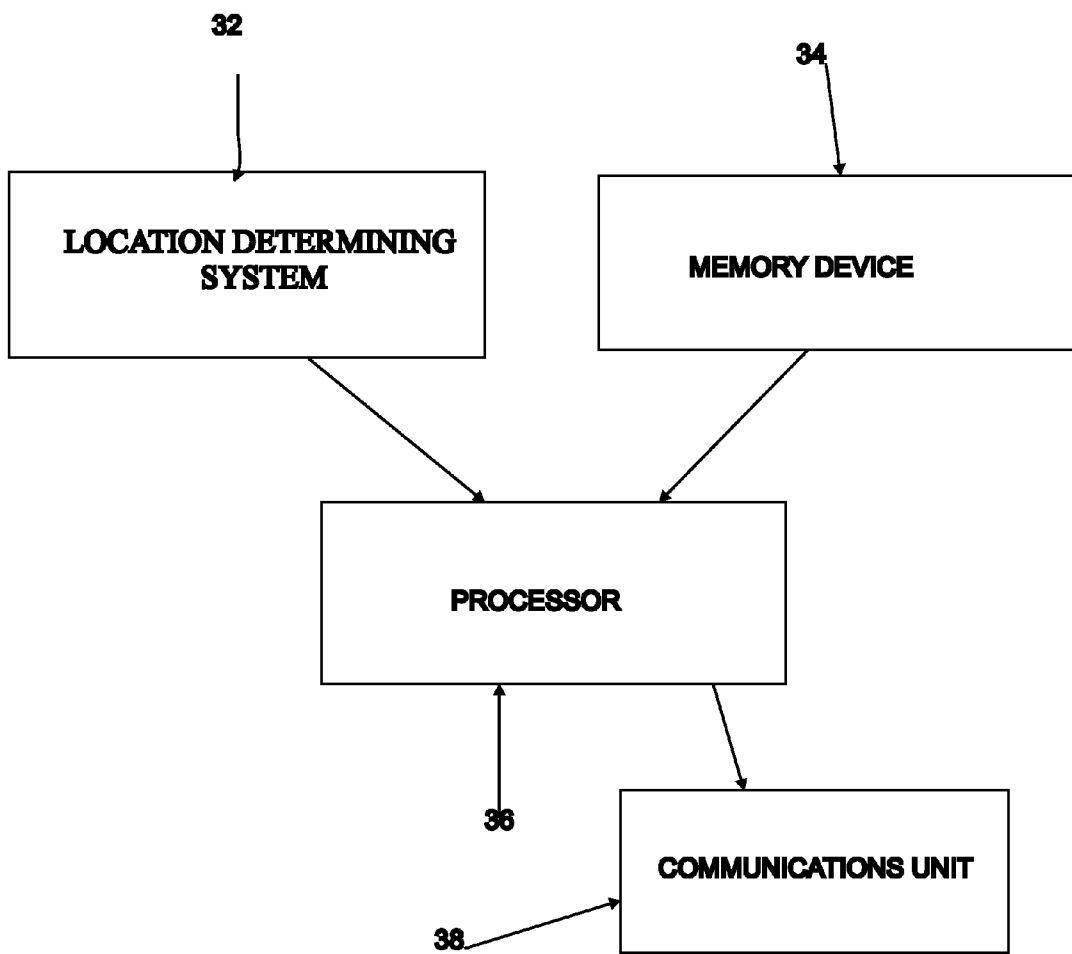 32
34
LOCATION DETERMINING
SYSTEM
MEMORY DEVICE
PROCESSOR
36
COMMUNICATIONS UNIT
38